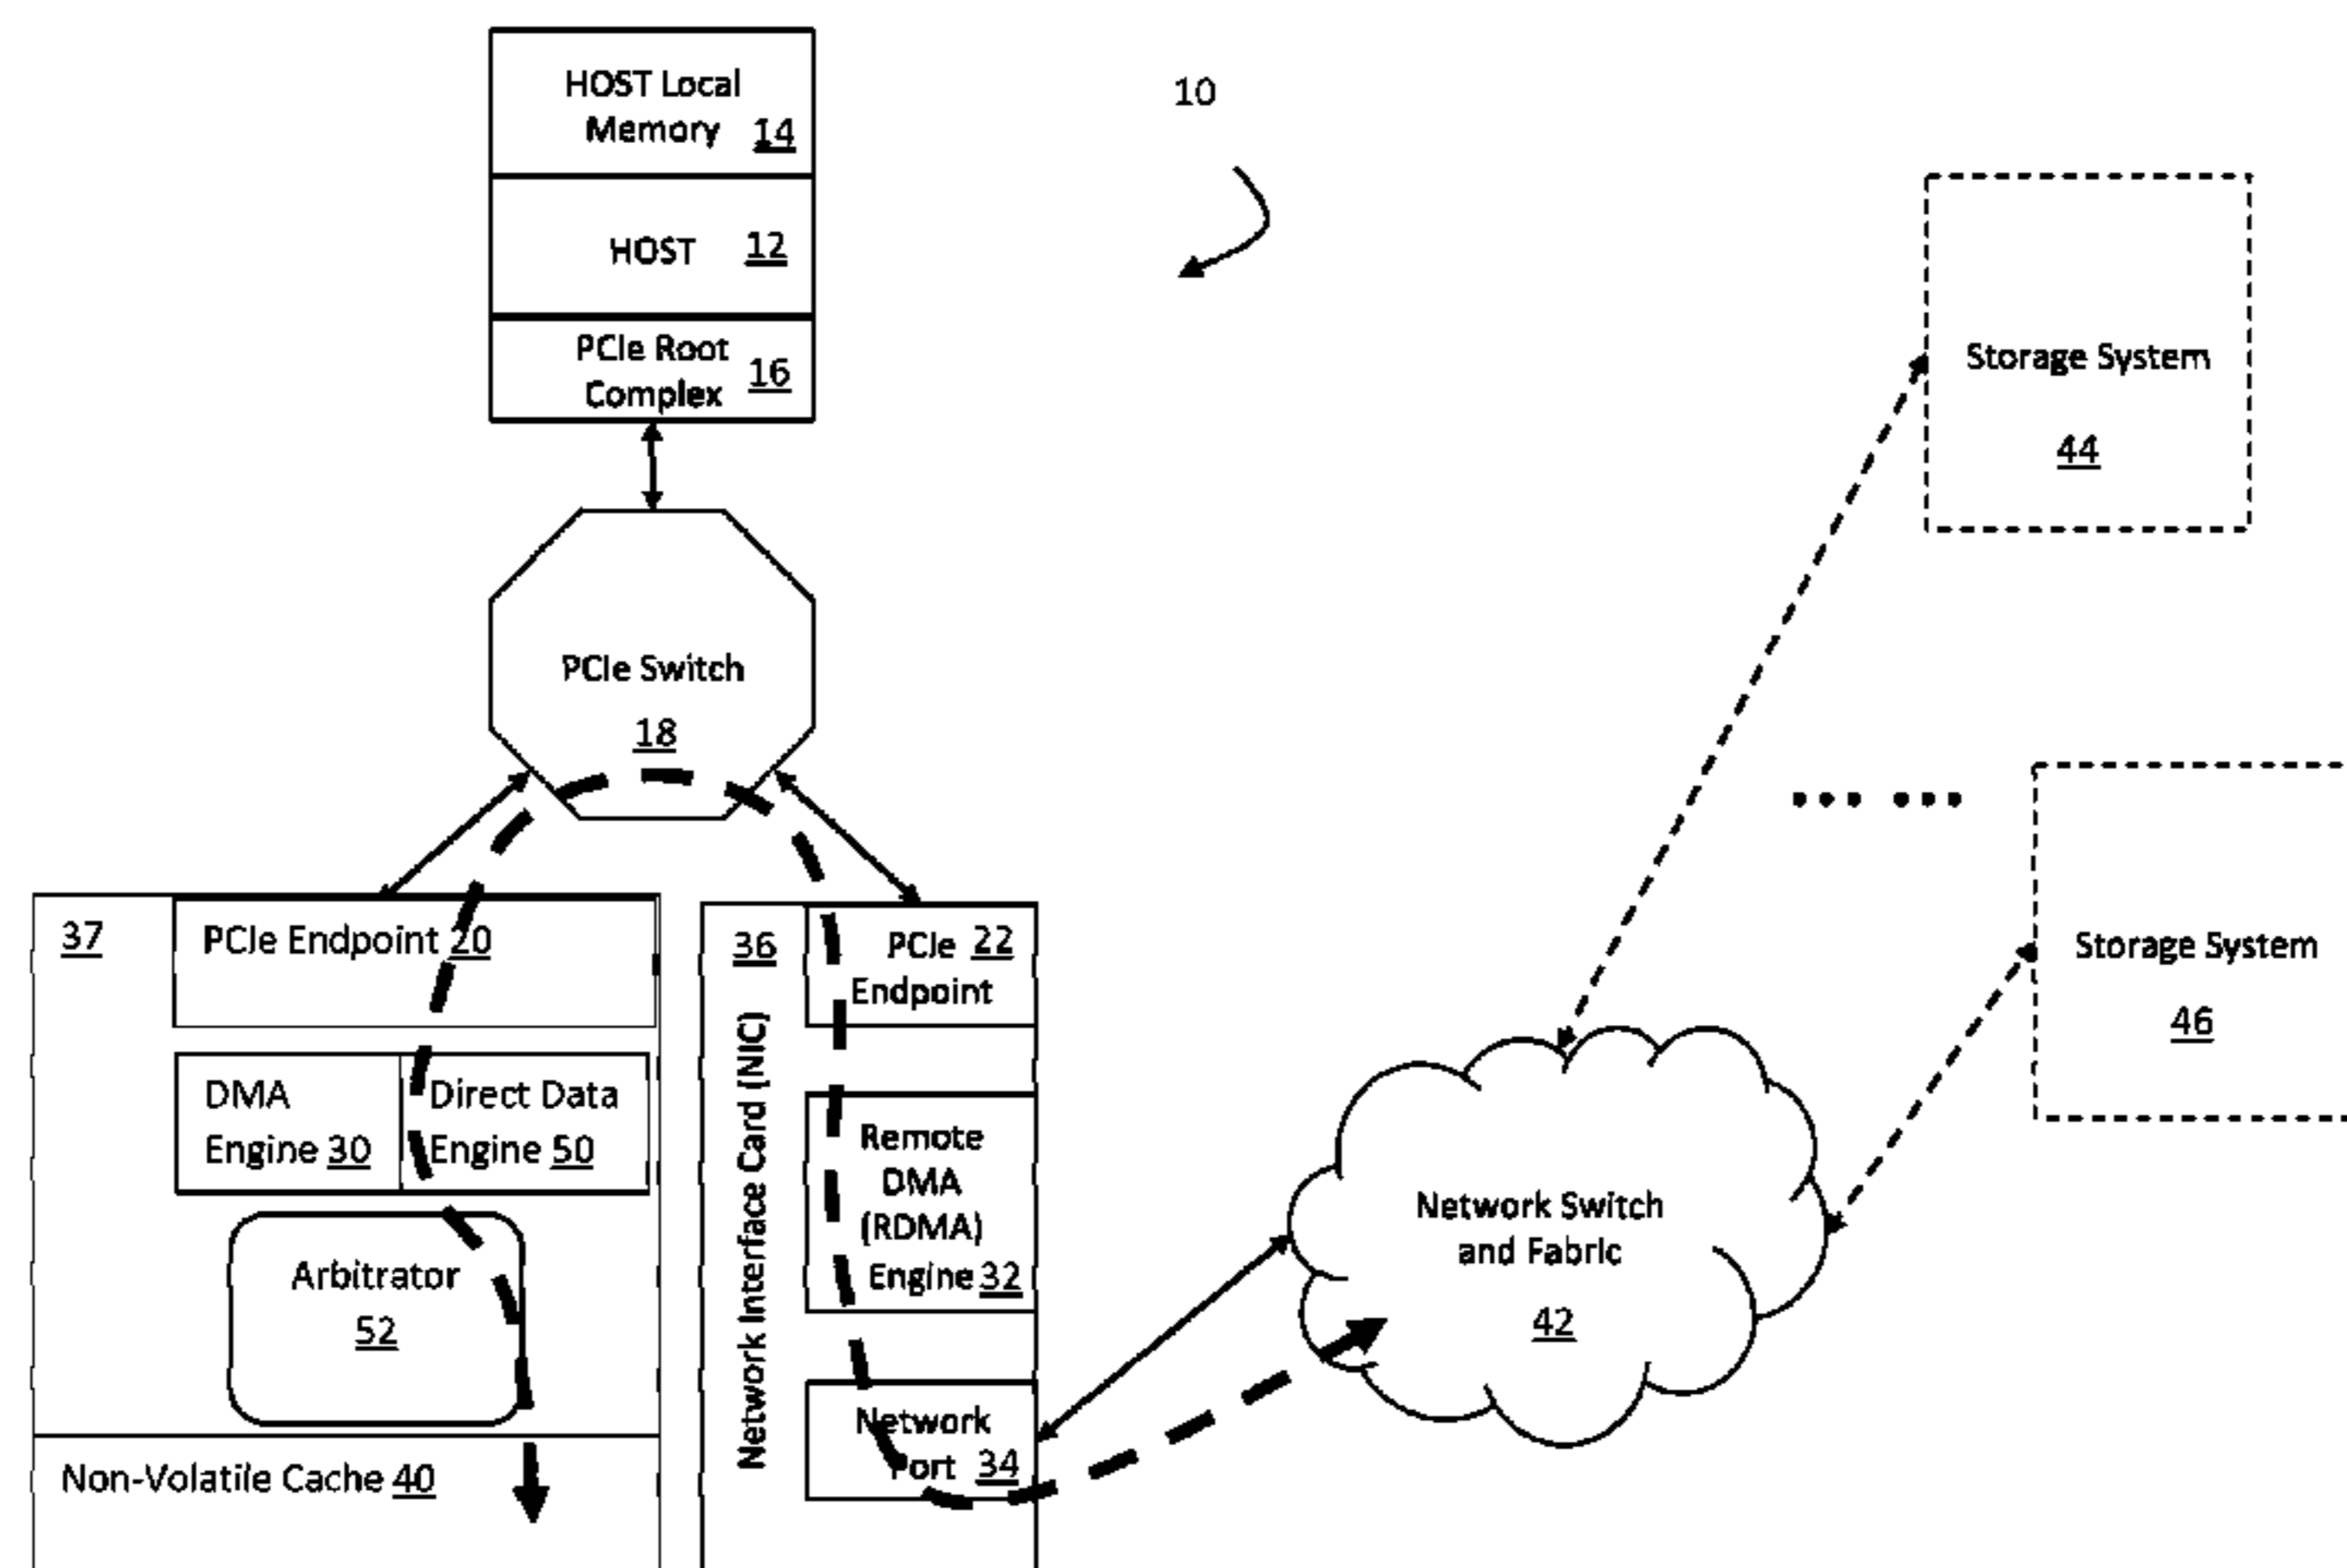 HOST Local
Memory 14
10
HOST 12
PCIe Root
Complex 16
Storage System
44
PCIe Switch
18
...... 
Storage System
46
37
PCIe Endpoint 20
DMA
Engine 30
Direct Data
Engine 50
Arbitrator
52
Non-Volatile Cache 40
36
Network Interface Card (NIC)
PCIe 22
Endpoint
Remote
DMA
(RDMA)
Engine 32
Network
Port 34
Network Switch
and Fabric
42